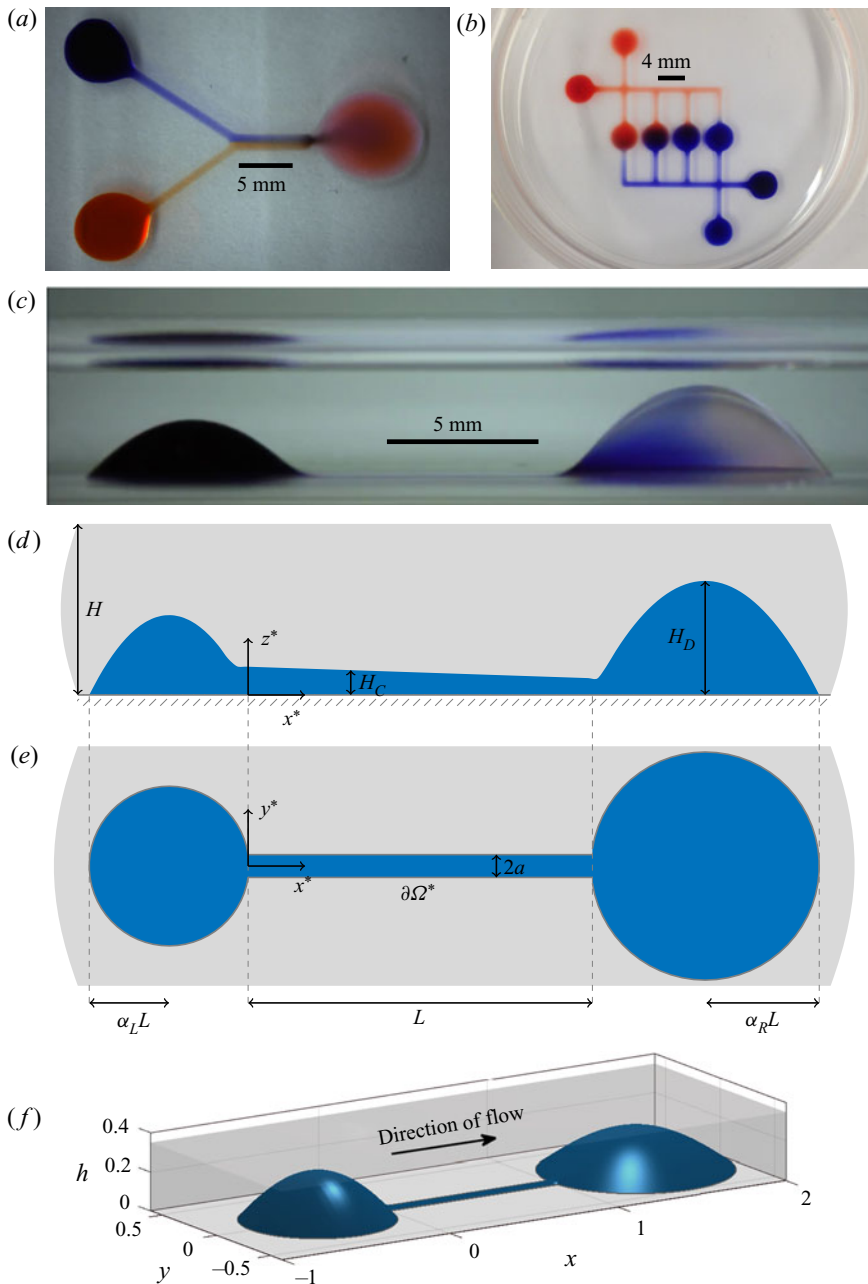 (a)
5 mm
(b)
4 mm
(c)
5 mm
(d)
H
z*
H_C
x*
H_D
(e)
y*
x*
2a
∂Ω*
α_L L
L
α_R L
(f)
Direction of flow
0.4
0.2
0
h
0.5
0
–0.5
y
–1
0
x
1
2